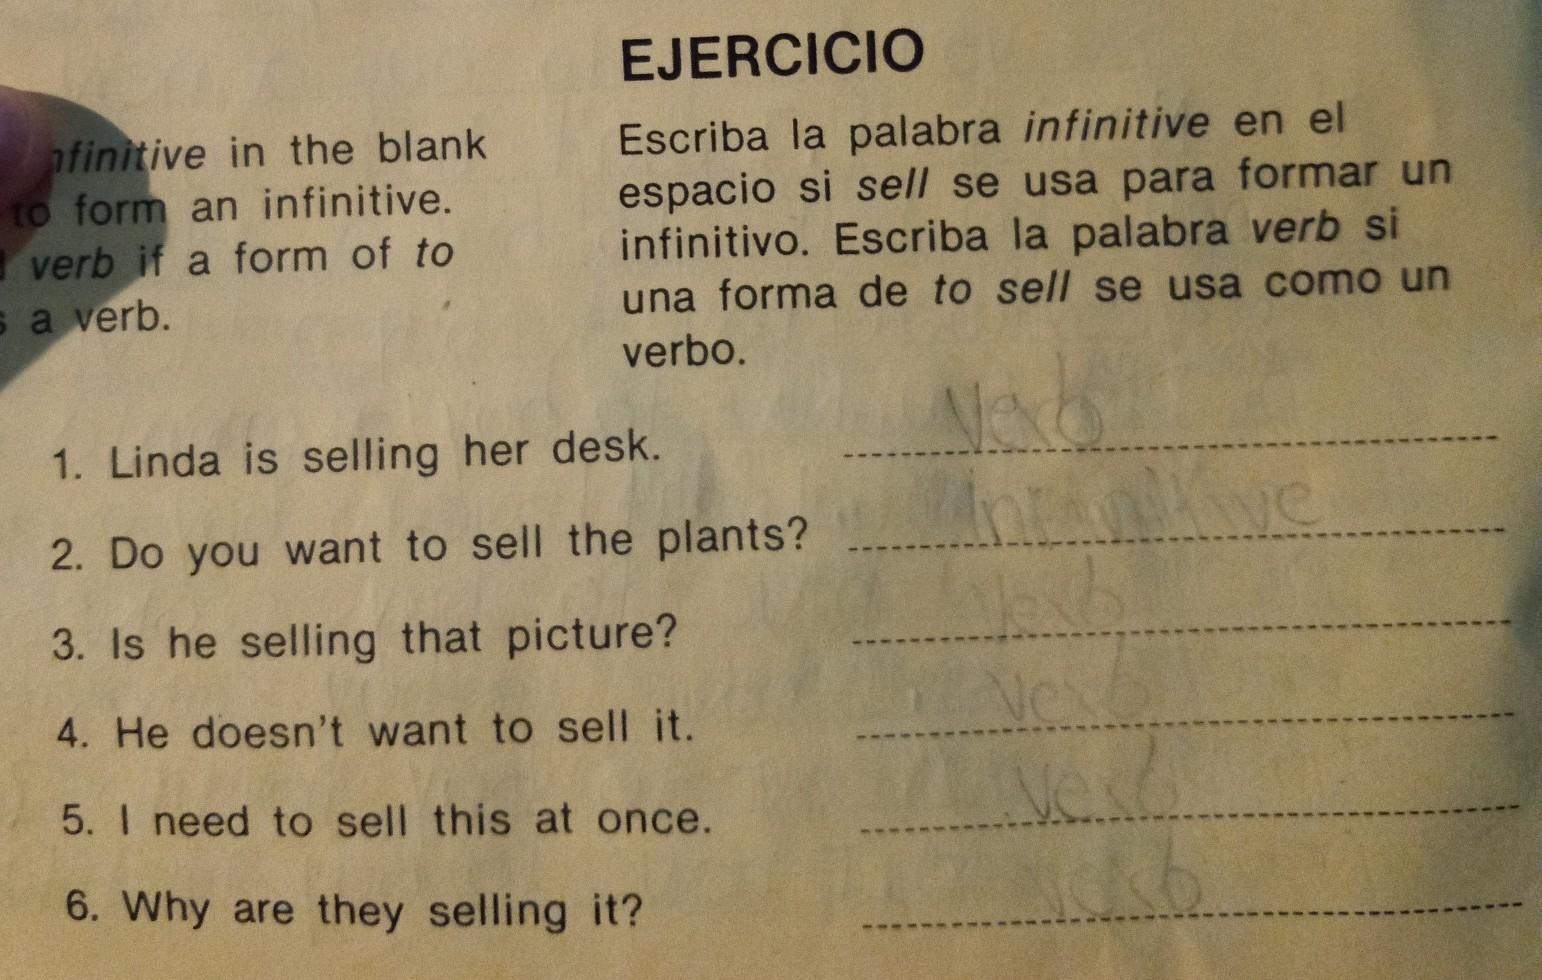 EJERCICIO
infinitive in the blank
to form an infinitive.
verb if a form of to
s a verb.
Escriba la palabra infinitive en el
espacio si sell se usa para formar un
infinitivo. Escriba la palabra verb si
una forma de to sell se usa como un
verbo.
1. Linda is selling her desk. verb
2. Do you want to sell the plants? infinitive
3. Is he selling that picture? verb
4. He doesn't want to sell it. verb
5. I need to sell this at once. verb
6. Why are they selling it? verb